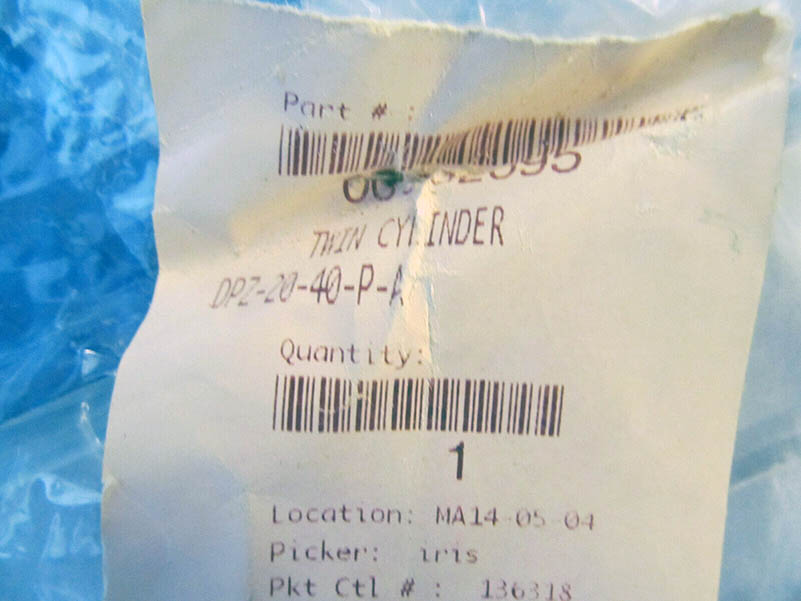 Part # :
TWIN CYLINDER
DPZ-20-40-P-A
Quantity:
1
Location: MA14-05-04
Picker: iris
Pkt Ctl # : 136318